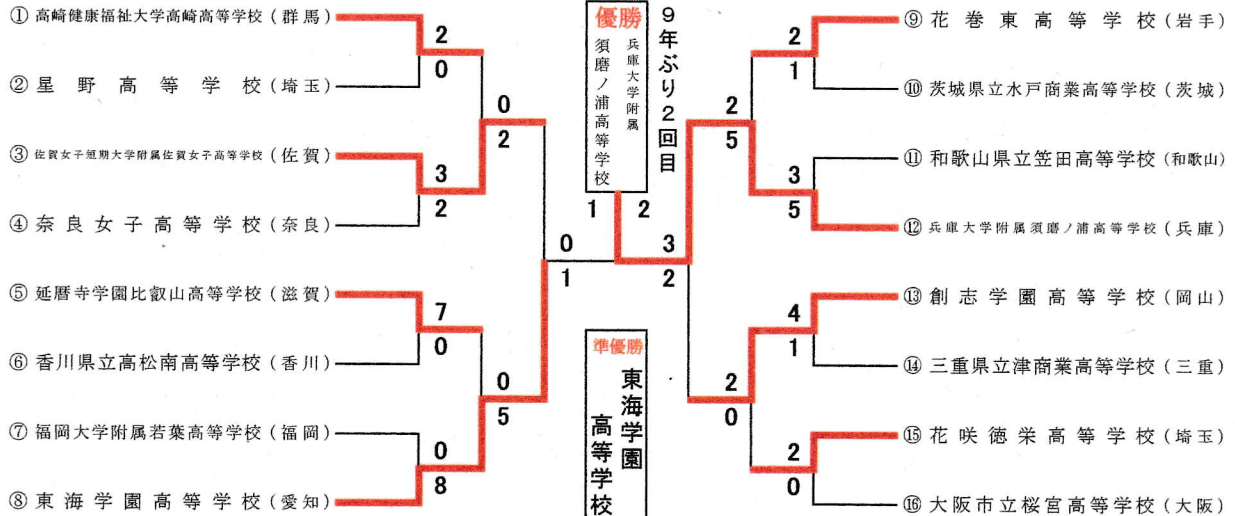 ① 高崎健康福祉大学高崎高等学校 (群馬)
2
0
② 星野高等学校 (埼玉)
0
2
③ 佐賀女子短期大学附属佐賀女子高等学校 (佐賀)
3
2
④ 奈良女子高等学校 (奈良)
0
1
⑤ 延暦寺学園比叡山高等学校 (滋賀)
7
0
⑥ 香川県立高松南高等学校 (香川)
0
5
⑦ 福岡大学附属若葉高等学校 (福岡)
0
8
⑧ 東海学園高等学校 (愛知)
優勝
兵庫大学附属
須磨ノ浦高等学校
9年ぶり2回目
1 2
準優勝
東海学園
高等学校
⑨ 花巻東高等学校 (岩手)
2
1
⑩ 茨城県立水戸商業高等学校 (茨城)
2
5
⑪ 和歌山県立笠田高等学校 (和歌山)
3
5
⑫ 兵庫大学附属須磨ノ浦高等学校 (兵庫)
3
2
⑬ 創志学園高等学校 (岡山)
4
1
⑭ 三重県立津商業高等学校 (三重)
2
0
⑮ 花咲徳栄高等学校 (埼玉)
2
0
⑯ 大阪市立桜宮高等学校 (大阪)